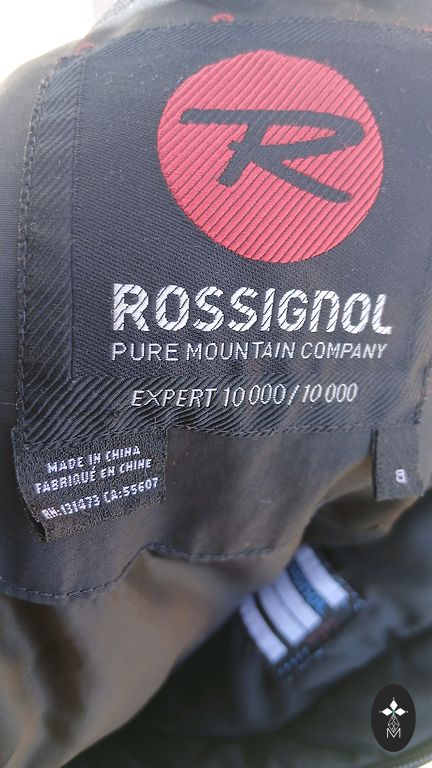 R
ROSSIGNOL
PURE MOUNTAIN COMPANY
EXPERT 10 000 / 10 000
MADE IN CHINA
FABRIQUÉ EN CHINE
RN:131473 CA:55607
8
M